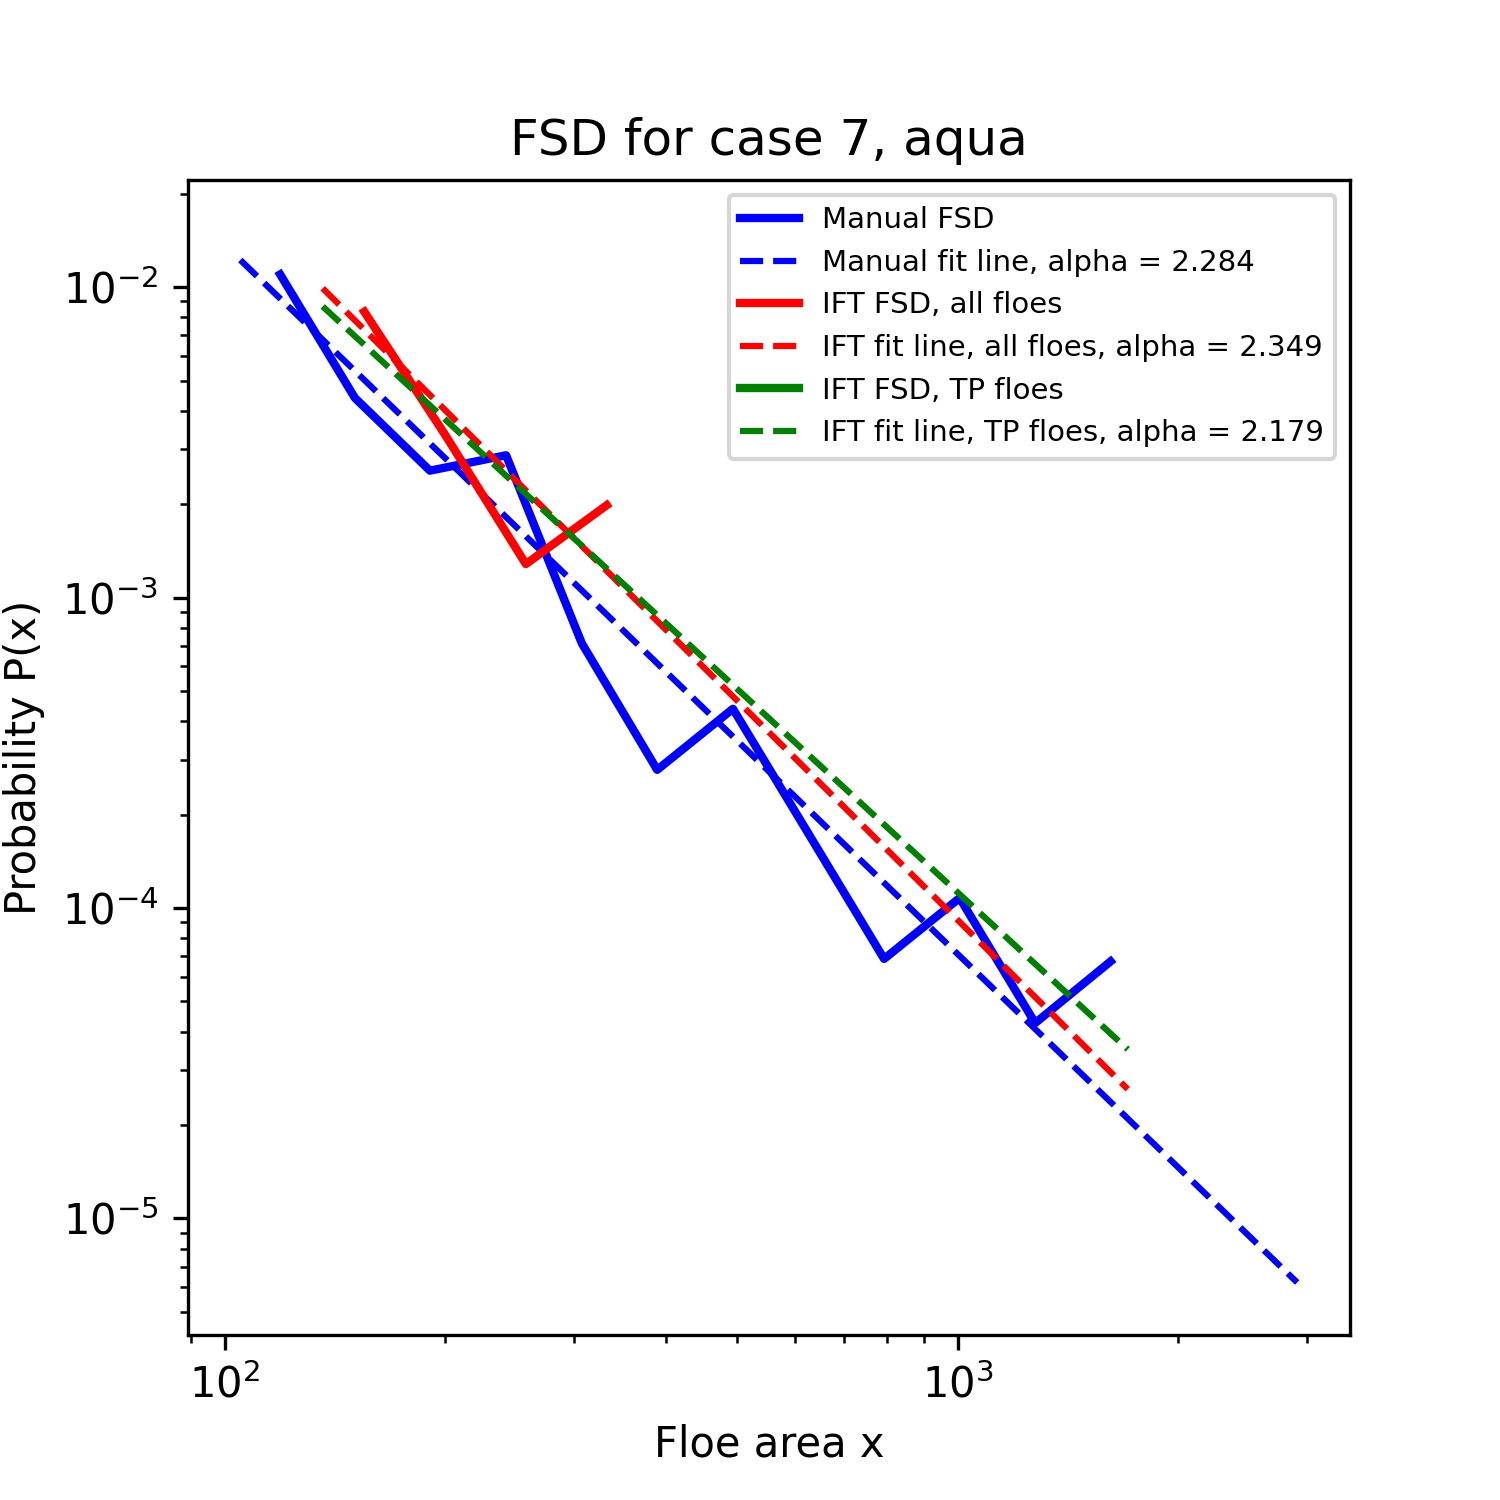 FSD for case 7, aqua
Manual FSD
Manual fit line, alpha = 2.284
IFT FSD, all floes
IFT fit line, all floes, alpha = 2.349
IFT FSD, TP floes
IFT fit line, TP floes, alpha = 2.179
Probability P(x)
10⁻²
10⁻³
10⁻⁴
10⁻⁵
10²
10³
Floe area x